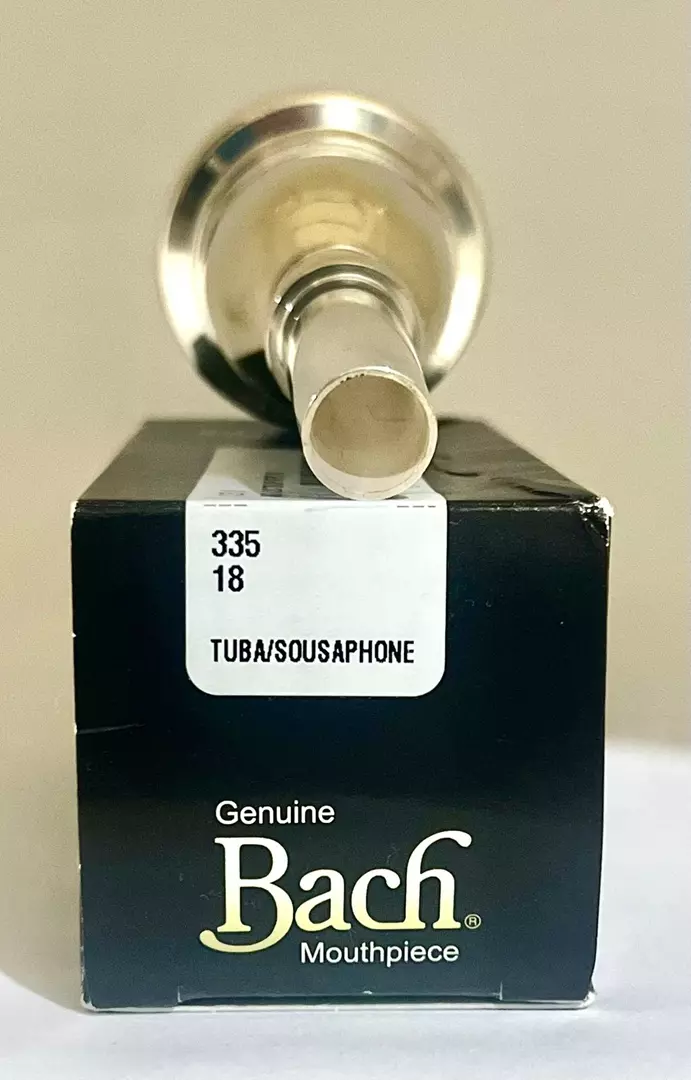 335
18
TUBA/SOUSAPHONE
Genuine
Bach®
Mouthpiece